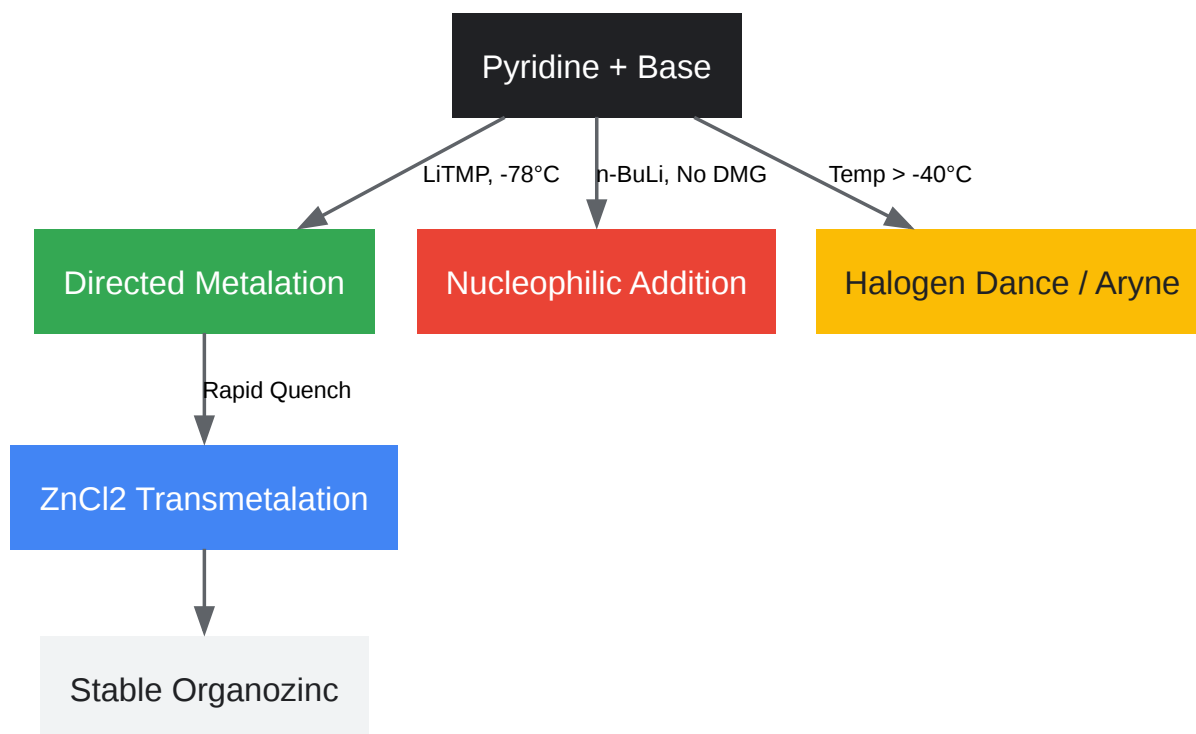 Pyridine + Base
LiTMP, -78°C
n-BuLi, No DMG
Temp > -40°C
Directed Metalation
Nucleophilic Addition
Halogen Dance / Aryne
Rapid Quench
ZnCl2 Transmetalation
Stable Organozinc